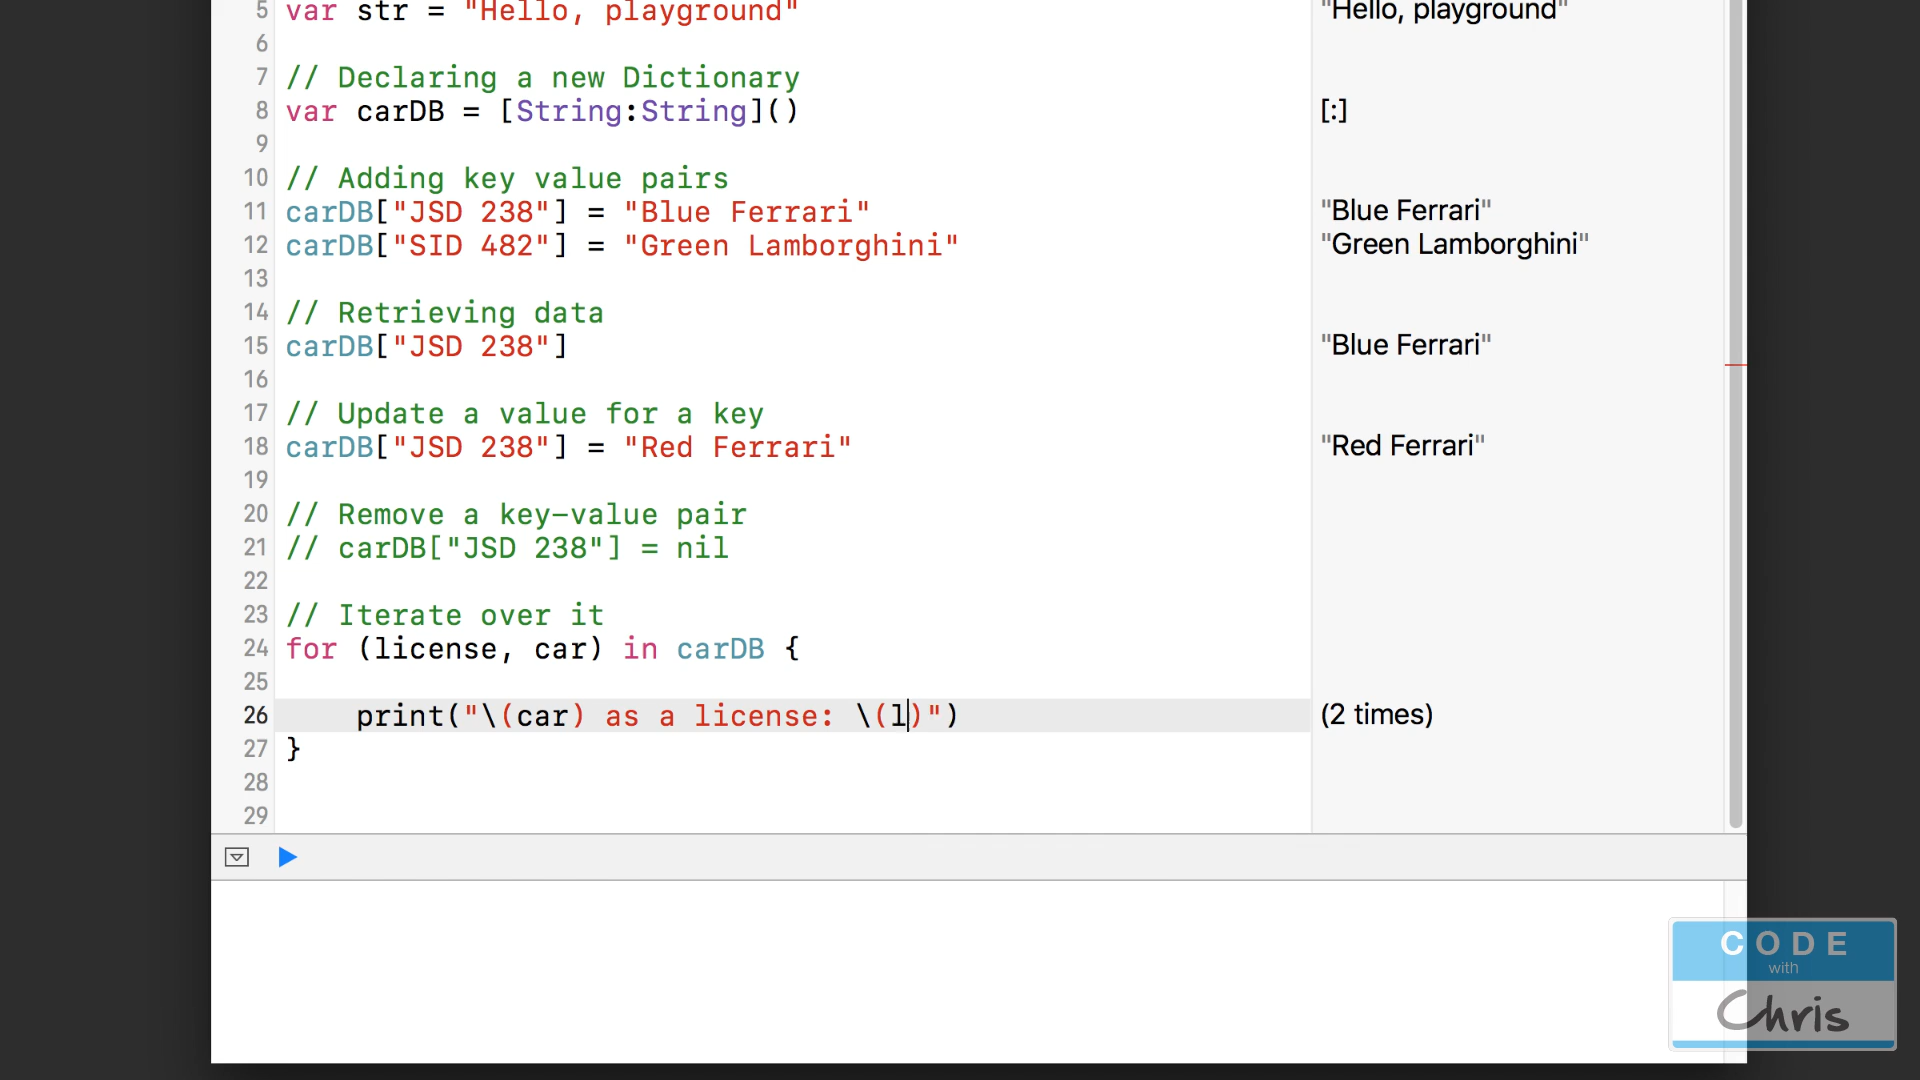 5 var str = "Hello, playground" "Hello, playground"
6
7 // Declaring a new Dictionary
8 var carDB = [String:String]() [:]
9
10 // Adding key value pairs
11 carDB["JSD 238"] = "Blue Ferrari" "Blue Ferrari"
12 carDB["SID 482"] = "Green Lamborghini" "Green Lamborghini"
13
14 // Retrieving data
15 carDB["JSD 238"] "Blue Ferrari"
16
17 // Update a value for a key
18 carDB["JSD 238"] = "Red Ferrari" "Red Ferrari"
19
20 // Remove a key-value pair
21 // carDB["JSD 238"] = nil
22
23 // Iterate over it
24 for (license, car) in carDB {
25
26 print("\(car) as a license: \(l)") (2 times)
27 }
28
29
CODE
with
Chris